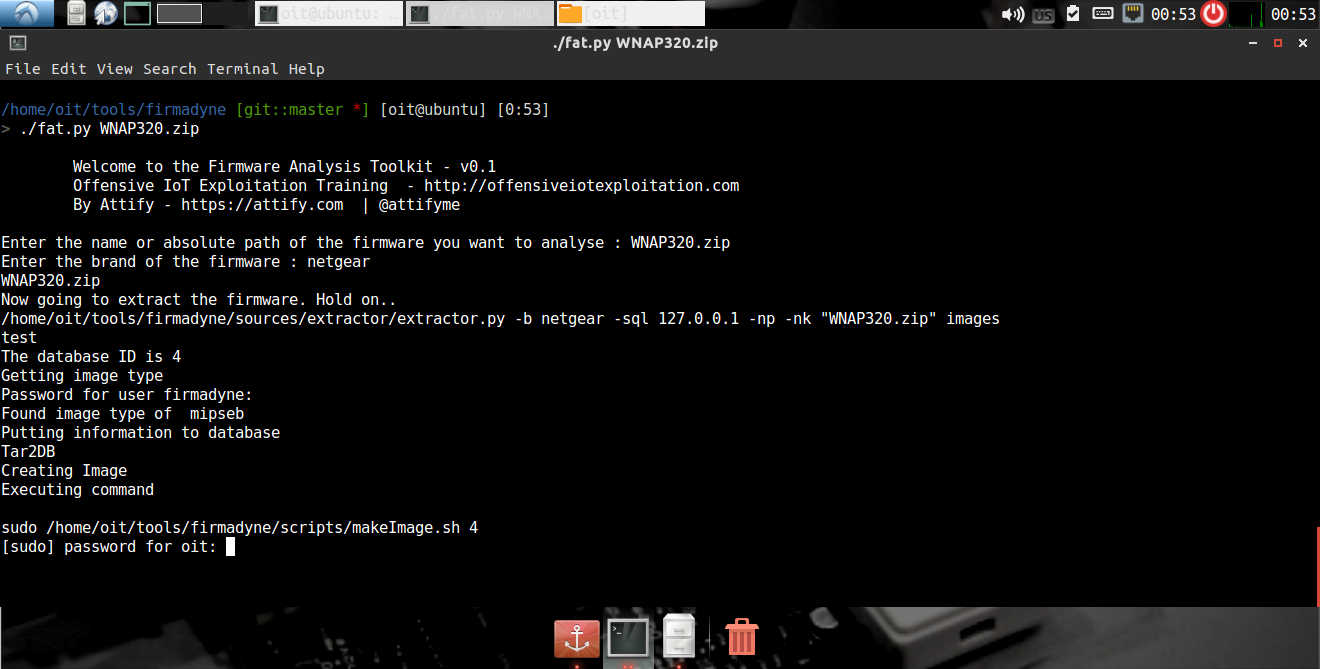 oit@ubuntu:
./fat.py
[oit]
US
00:53
00:53
./fat.py WNAP320.zip
File Edit View Search Terminal Help
/home/oit/tools/firmadyne [git::master *] [oit@ubuntu] [0:53]
> ./fat.py WNAP320.zip
Welcome to the Firmware Analysis Toolkit - v0.1
Offensive IoT Exploitation Training  - http://offensiveiotexploitation.com
By Attify - https://attify.com  | @attifyme
Enter the name or absolute path of the firmware you want to analyse : WNAP320.zip
Enter the brand of the firmware : netgear
WNAP320.zip
Now going to extract the firmware. Hold on..
/home/oit/tools/firmadyne/sources/extractor/extractor.py -b netgear -sql 127.0.0.1 -np -nk "WNAP320.zip" images
test
The database ID is 4
Getting image type
Password for user firmadyne:
Found image type of  mipseb
Putting information to database
Tar2DB
Creating Image
Executing command
sudo /home/oit/tools/firmadyne/scripts/makeImage.sh 4
[sudo] password for oit: